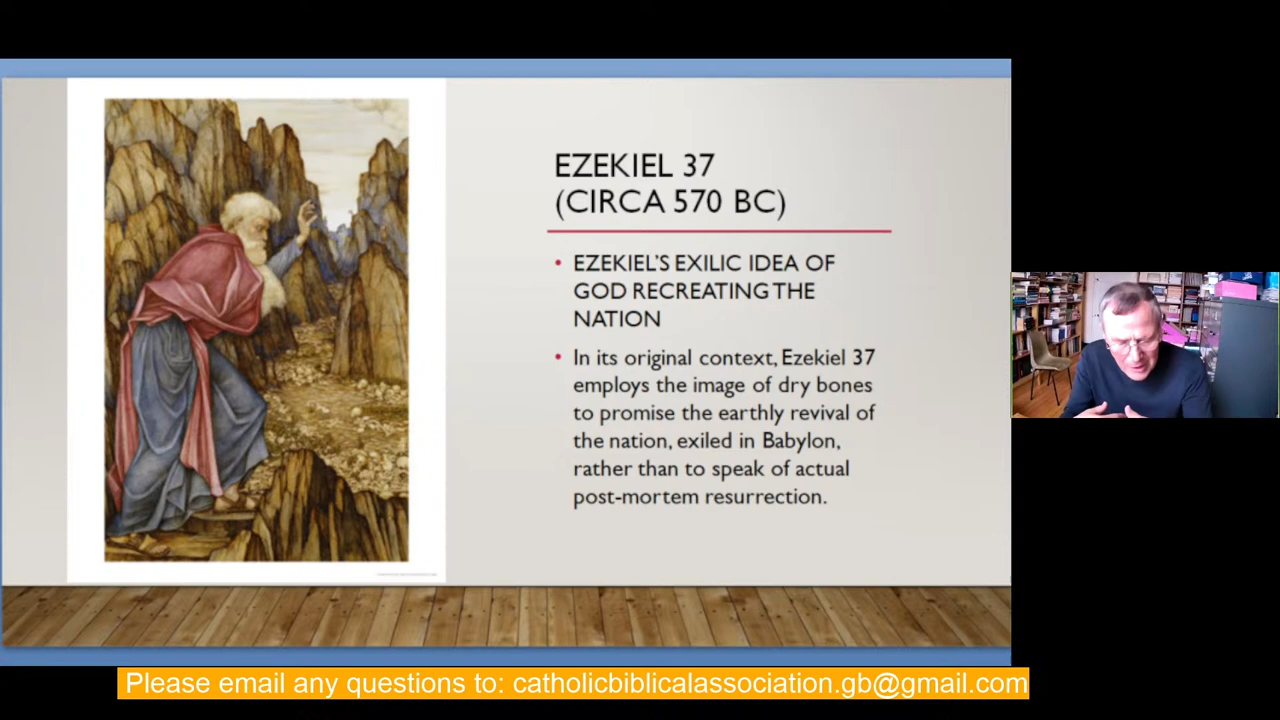 EZEKIEL 37
(CIRCA 570 BC)
• EZEKIEL'S EXILIC IDEA OF
GOD RECREATING THE
NATION
• In its original context, Ezekiel 37
employs the image of dry bones
to promise the earthly revival of
the nation, exiled in Babylon,
rather than to speak of actual
post-mortem resurrection.
Please email any questions to: catholicbiblicalassociation.gb@gmail.com